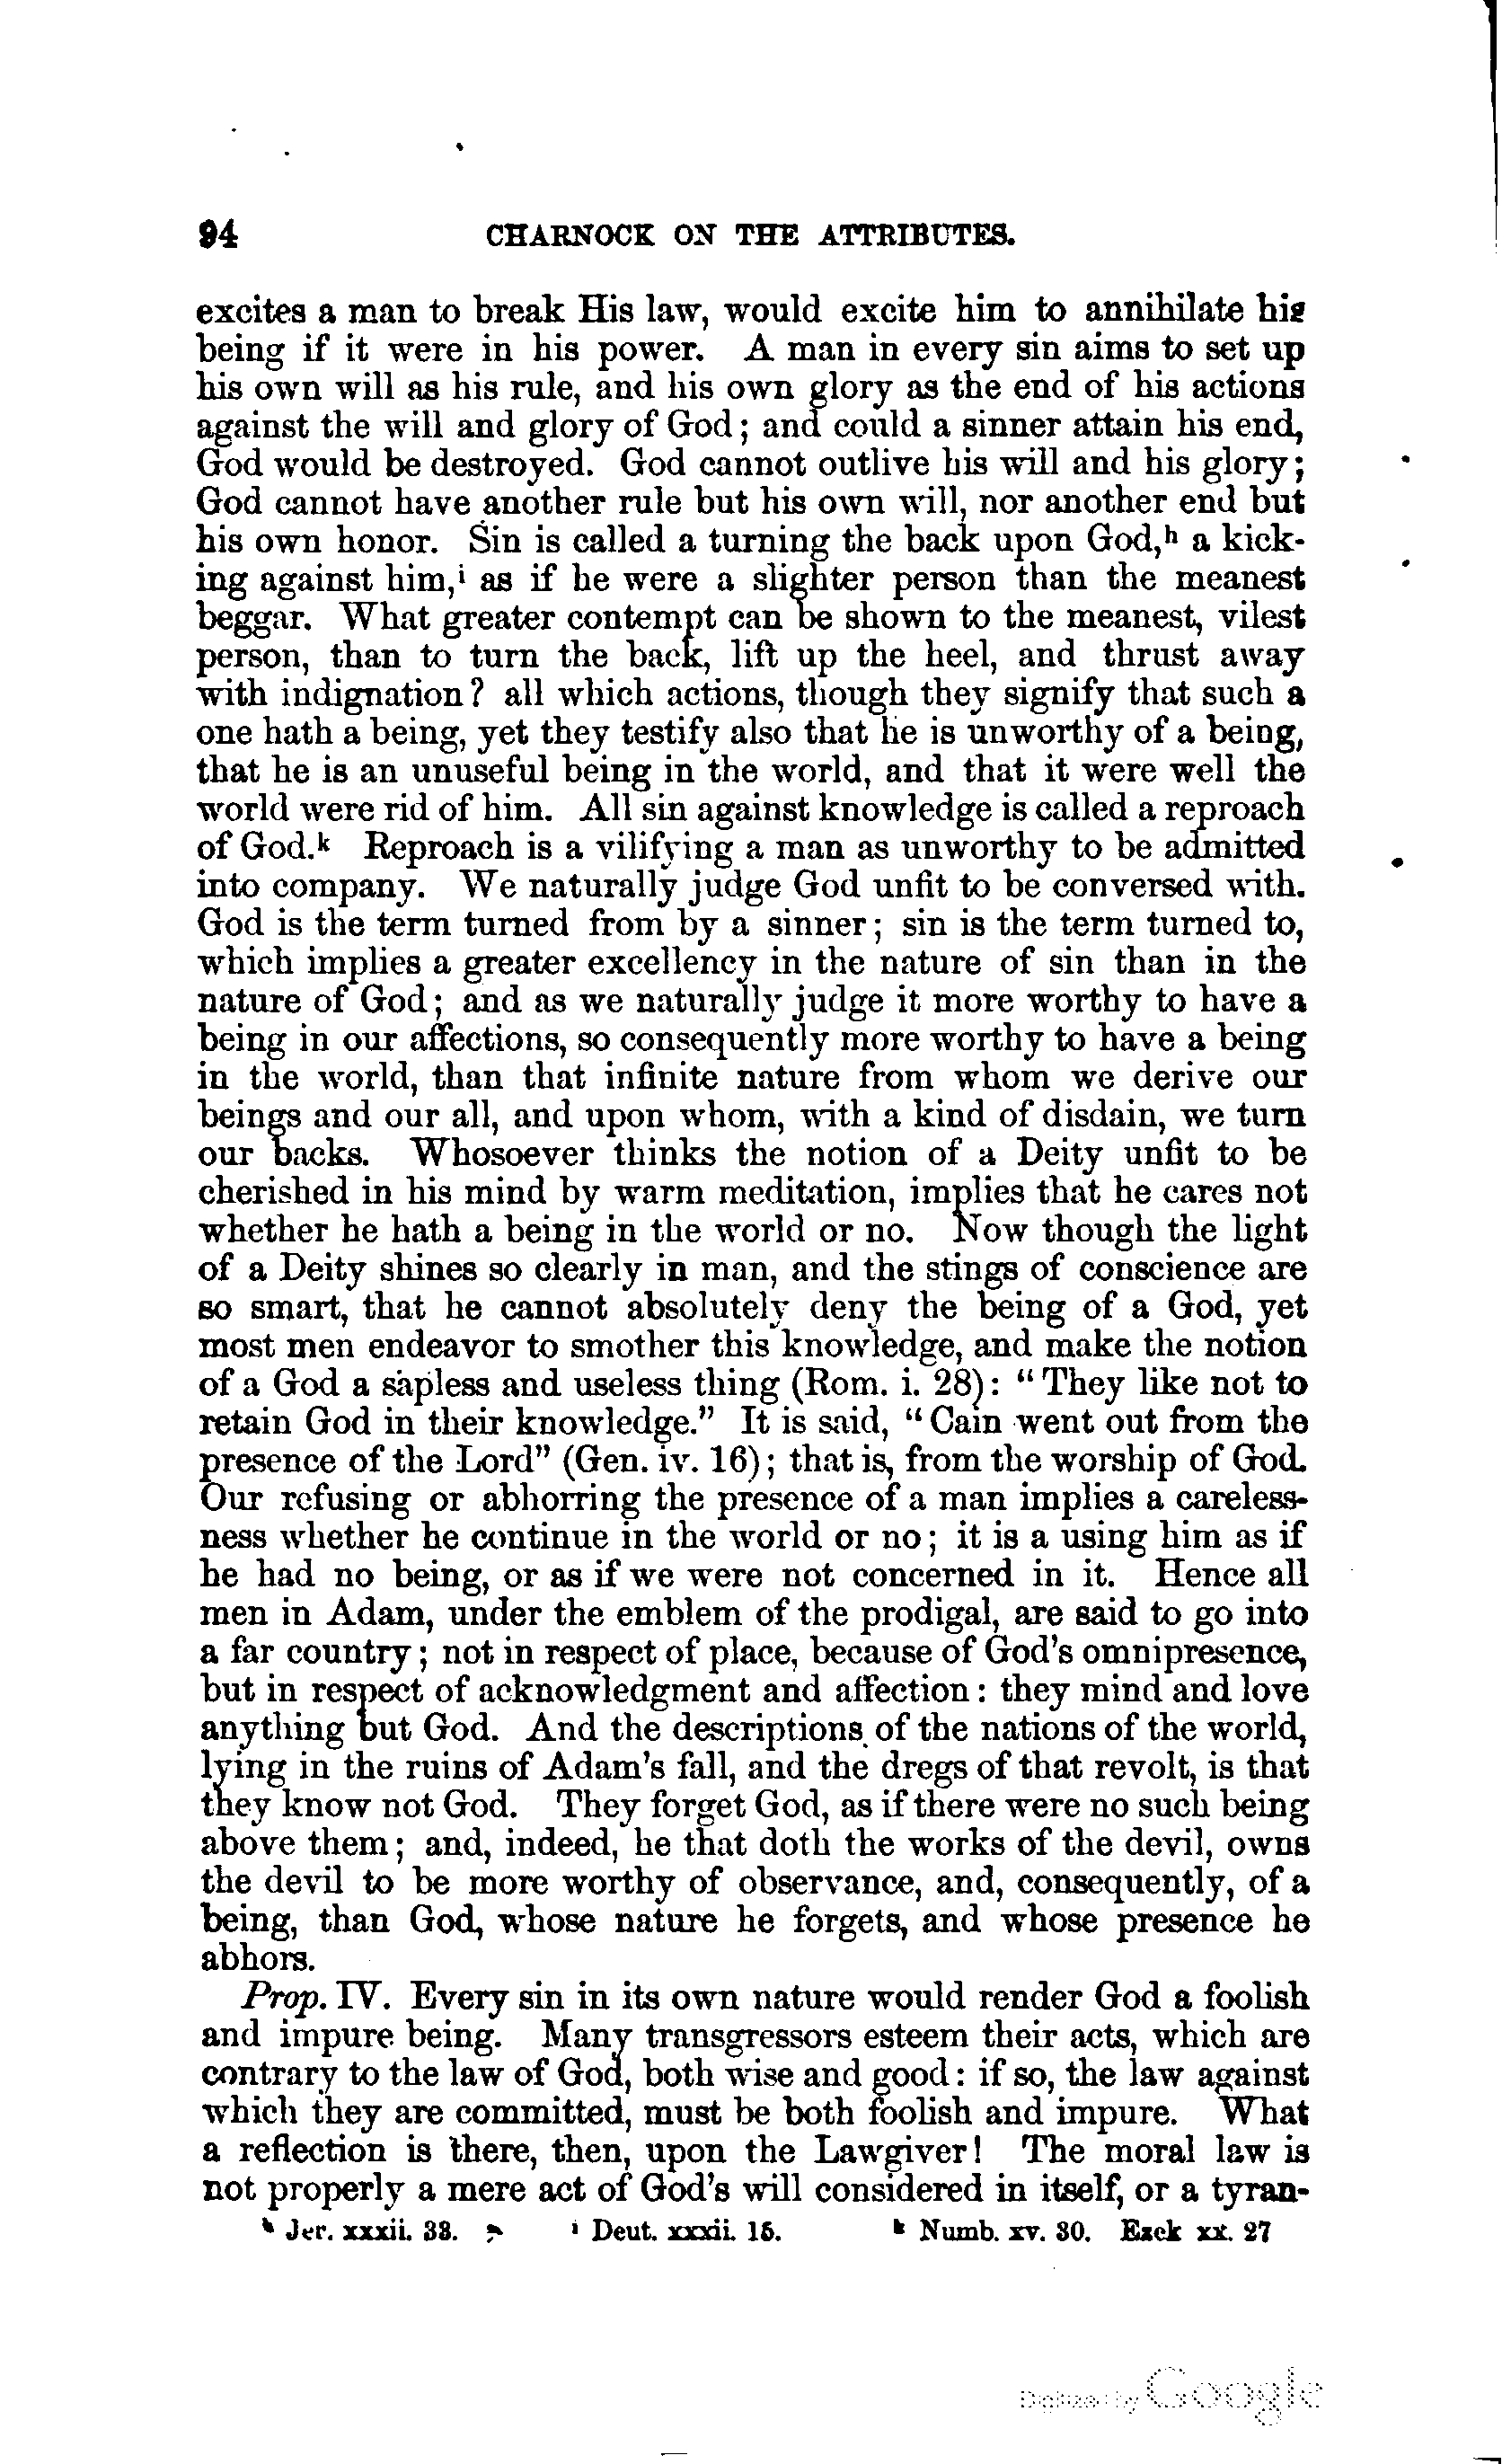 94 CHARNOCK ON THE ATTRIBUTES.
excites a man to break His law, would excite him to annihilate his
being if it were in his power. A man in every sin aims to set up
his own will as his rule, and his own glory as the end of his actions
against the will and glory of God; and could a sinner attain his end,
God would be destroyed. God cannot outlive his will and his glory;
God cannot have another rule but his own will, nor another end but
his own honor. Sin is called a turning the back upon God,ʰ a kick-
ing against him,ⁱ as if he were a slighter person than the meanest
beggar. What greater contempt can be shown to the meanest, vilest
person, than to turn the back, lift up the heel, and thrust away
with indignation? all which actions, though they signify that such a
one hath a being, yet they testify also that he is unworthy of a being,
that he is an unuseful being in the world, and that it were well the
world were rid of him. All sin against knowledge is called a reproach
of God.ᵏ Reproach is a vilifying a man as unworthy to be admitted
into company. We naturally judge God unfit to be conversed with.
God is the term turned from by a sinner; sin is the term turned to,
which implies a greater excellency in the nature of sin than in the
nature of God; and as we naturally judge it more worthy to have a
being in our affections, so consequently more worthy to have a being
in the world, than that infinite nature from whom we derive our
beings and our all, and upon whom, with a kind of disdain, we turn
our backs. Whosoever thinks the notion of a Deity unfit to be
cherished in his mind by warm meditation, implies that he cares not
whether he hath a being in the world or no. Now though the light
of a Deity shines so clearly in man, and the stings of conscience are
so smart, that he cannot absolutely deny the being of a God, yet
most men endeavor to smother this knowledge, and make the notion
of a God a sapless and useless thing (Rom. i. 28): "They like not to
retain God in their knowledge." It is said, "Cain went out from the
presence of the Lord" (Gen. iv. 16); that is, from the worship of God.
Our refusing or abhorring the presence of a man implies a careless-
ness whether he continue in the world or no; it is a using him as if
he had no being, or as if we were not concerned in it. Hence all
men in Adam, under the emblem of the prodigal, are said to go into
a far country; not in respect of place, because of God's omnipresence,
but in respect of acknowledgment and affection: they mind and love
anything but God. And the descriptions of the nations of the world,
lying in the ruins of Adam's fall, and the dregs of that revolt, is that
they know not God. They forget God, as if there were no such being
above them; and, indeed, he that doth the works of the devil, owns
the devil to be more worthy of observance, and, consequently, of a
being, than God, whose nature he forgets, and whose presence he
abhors.
Prop. IV. Every sin in its own nature would render God a foolish
and impure being. Many transgressors esteem their acts, which are
contrary to the law of God, both wise and good: if so, the law against
which they are committed, must be both foolish and impure. What
a reflection is there, then, upon the Lawgiver! The moral law is
not properly a mere act of God's will considered in itself, or a tyran-
ʰ Jer. xxxii. 33. ⁱ Deut. xxxii. 15. ᵏ Numb. xv. 30. Ezek xx. 27
Digitized by Google